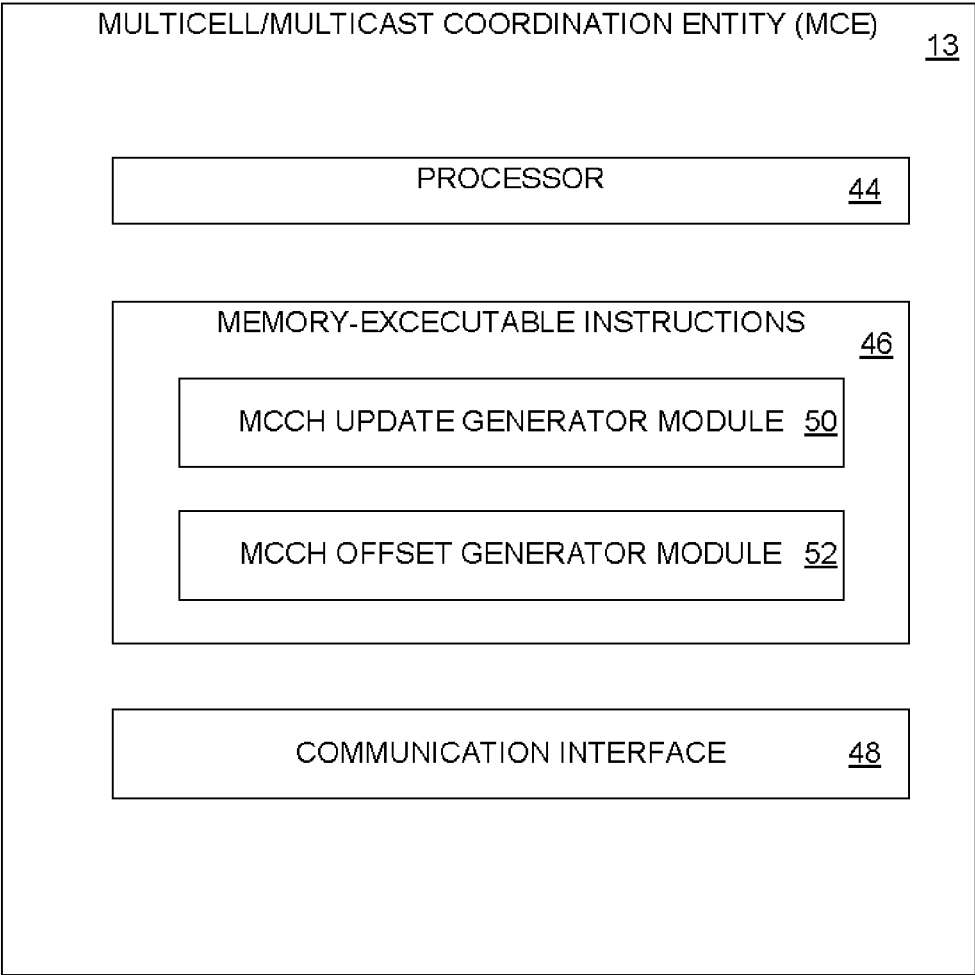 MULTICELL/MULTICAST COORDINATION ENTITY (MCE)
13
PROCESSOR
44
MEMORY-EXCECUTABLE INSTRUCTIONS
46
MCCH UPDATE GENERATOR MODULE 50
MCCH OFFSET GENERATOR MODULE 52
COMMUNICATION INTERFACE 48